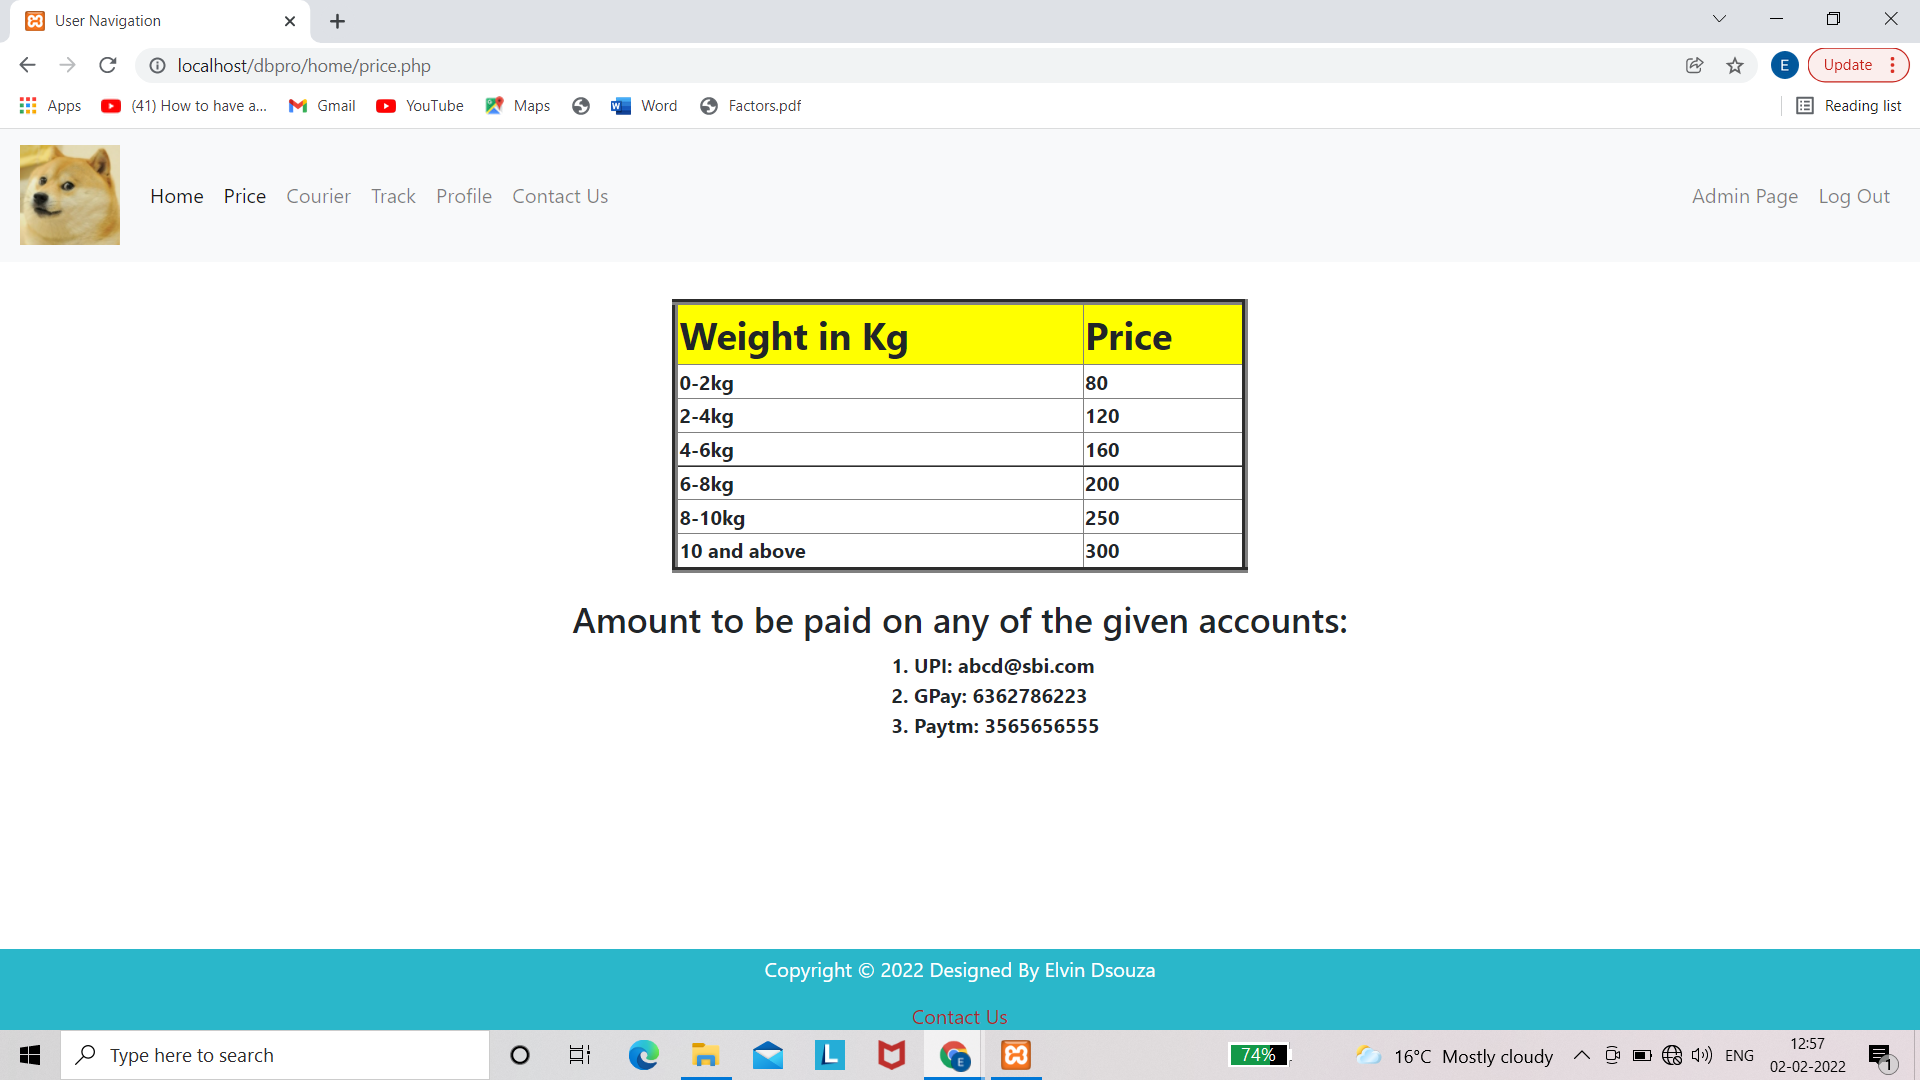 User Navigation
localhost/dbpro/home/price.php
E
Update
Apps
(41) How to have a...
Gmail
YouTube
Maps
Word
Factors.pdf
Reading list
Home Price Courier Track Profile Contact Us
Admin Page Log Out
Weight in Kg Price
0-2kg 80
2-4kg 120
4-6kg 160
6-8kg 200
8-10kg 250
10 and above 300
Amount to be paid on any of the given accounts:
1. UPI: abcd@sbi.com
2. GPay: 6362786223
3. Paytm: 3565656555
Copyright © 2022 Designed By Elvin Dsouza
Contact Us
Type here to search
L
E
74%
16°C Mostly cloudy
ENG
12:57
02-02-2022
1